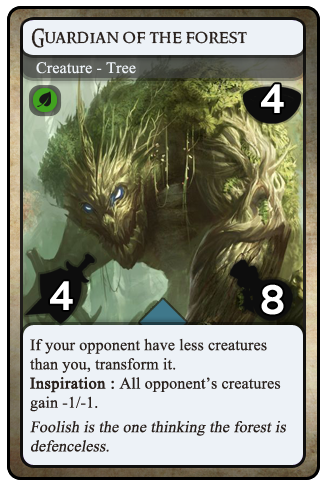 GUARDIAN OF THE FOREST
Creature - Tree
4
4
8
If your opponent have less creatures
than you, transform it.
Inspiration : All opponent's creatures
gain -1/-1.
Foolish is the one thinking the forest is
defenceless.